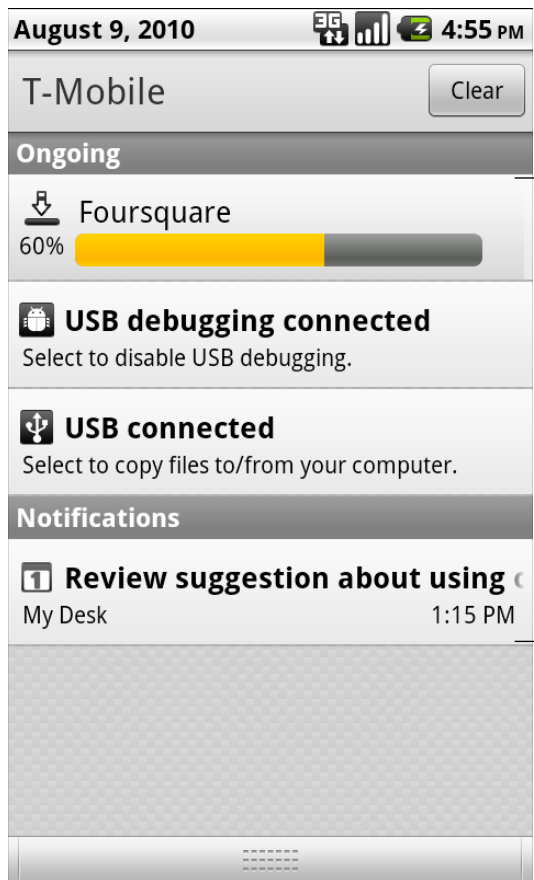 August 9, 2010 3G 4:55 PM
T-Mobile Clear
Ongoing
Foursquare
60%
USB debugging connected
Select to disable USB debugging.
USB connected
Select to copy files to/from your computer.
Notifications
1 Review suggestion about using
My Desk 1:15 PM